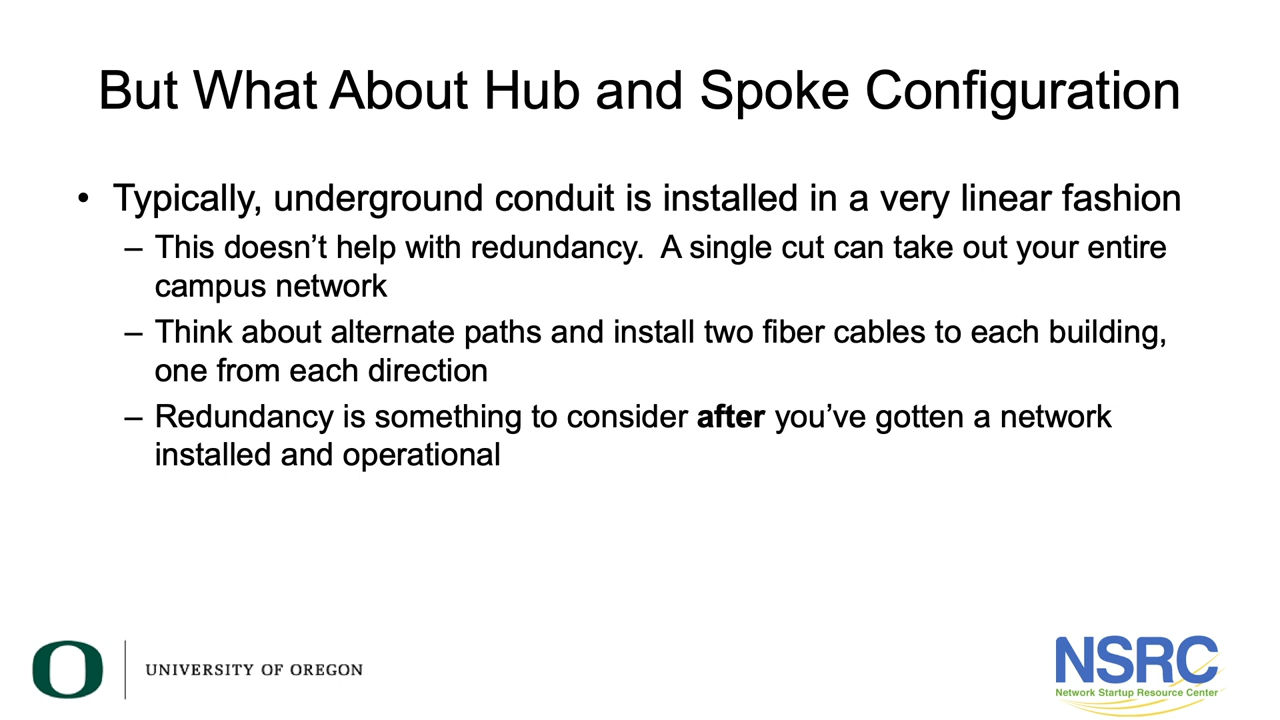 But What About Hub and Spoke Configuration
• Typically, underground conduit is installed in a very linear fashion
– This doesn’t help with redundancy.  A single cut can take out your entire
campus network
– Think about alternate paths and install two fiber cables to each building,
one from each direction
– Redundancy is something to consider after you’ve gotten a network
installed and operational
O
UNIVERSITY OF OREGON
NSRC
Network Startup Resource Center